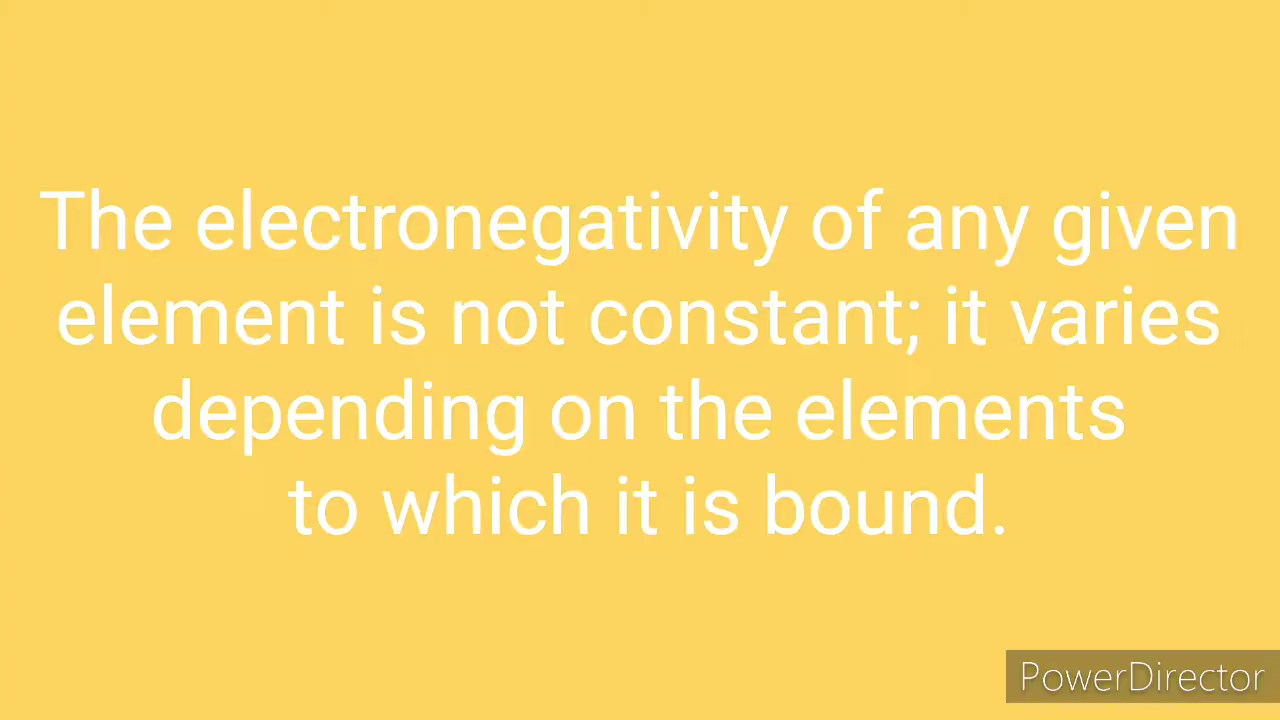 The electronegativity of any given
element is not constant; it varies
depending on the elements
to which it is bound.
PowerDirector